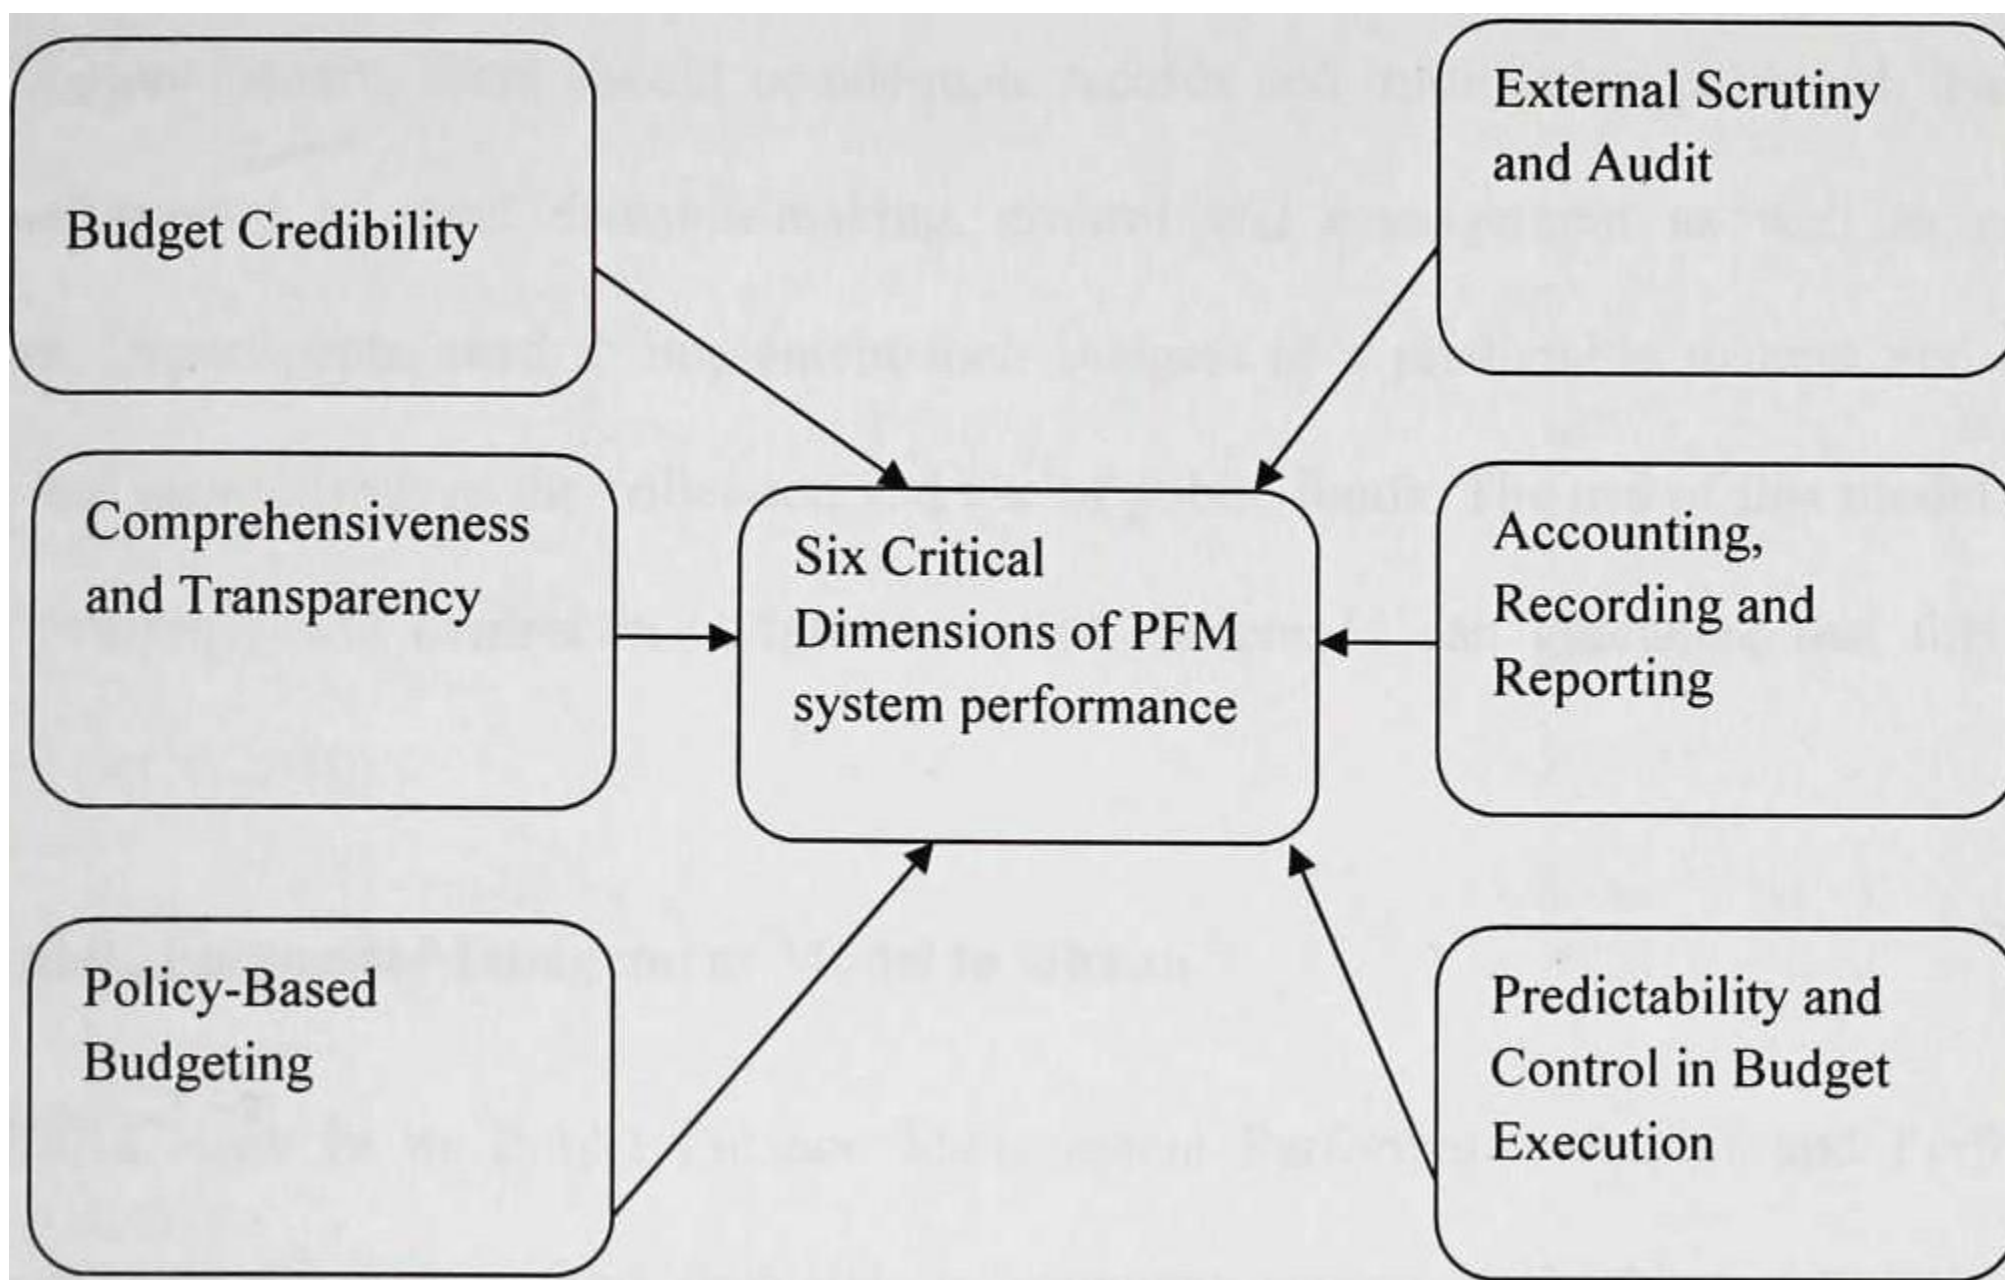 Budget Credibility
External Scrutiny
and Audit
Comprehensiveness
and Transparency
Six Critical
Dimensions of PFM
system performance
Accounting,
Recording and
Reporting
Policy-Based
Budgeting
Predictability and
Control in Budget
Execution